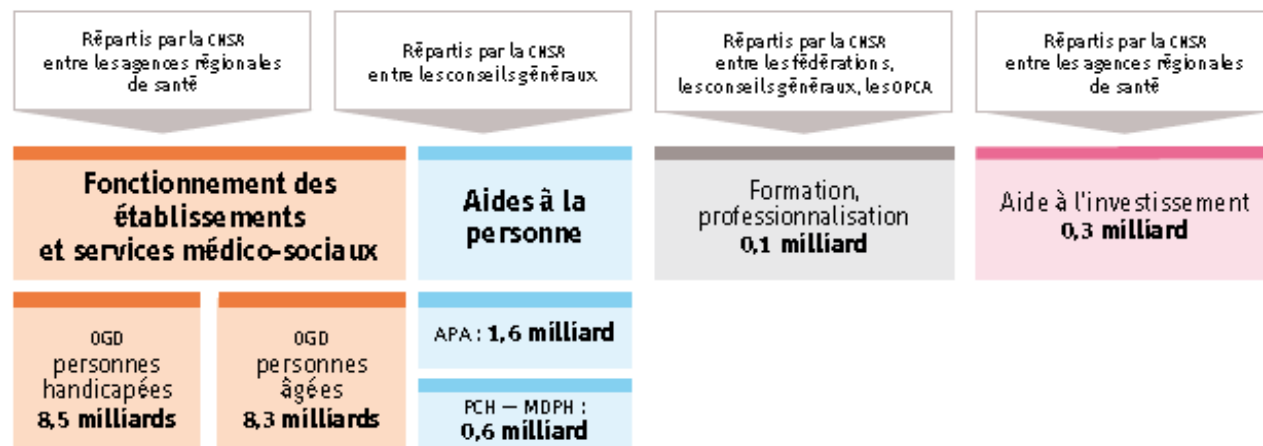 Répartis par la CNSA
entre les agences régionales
de santé
Répartis par la CNSA
entre les conseils généraux
Répartis par la CNSA
entre les fédérations,
les conseils généraux, les OPCA
Répartis par la CNSA
entre les agences régionales
de santé
Fonctionnement des
établissements
et services médico-sociaux
Aides à la
personne
Formation,
professionnalisation
0,1 milliard
Aide à l'investissement
0,3 milliard
OGD
personnes
handicapées
8,5 milliards
OGD
personnes
âgées
8,3 milliards
APA : 1,6 milliard
PCH — MDPH :
0,6 milliard